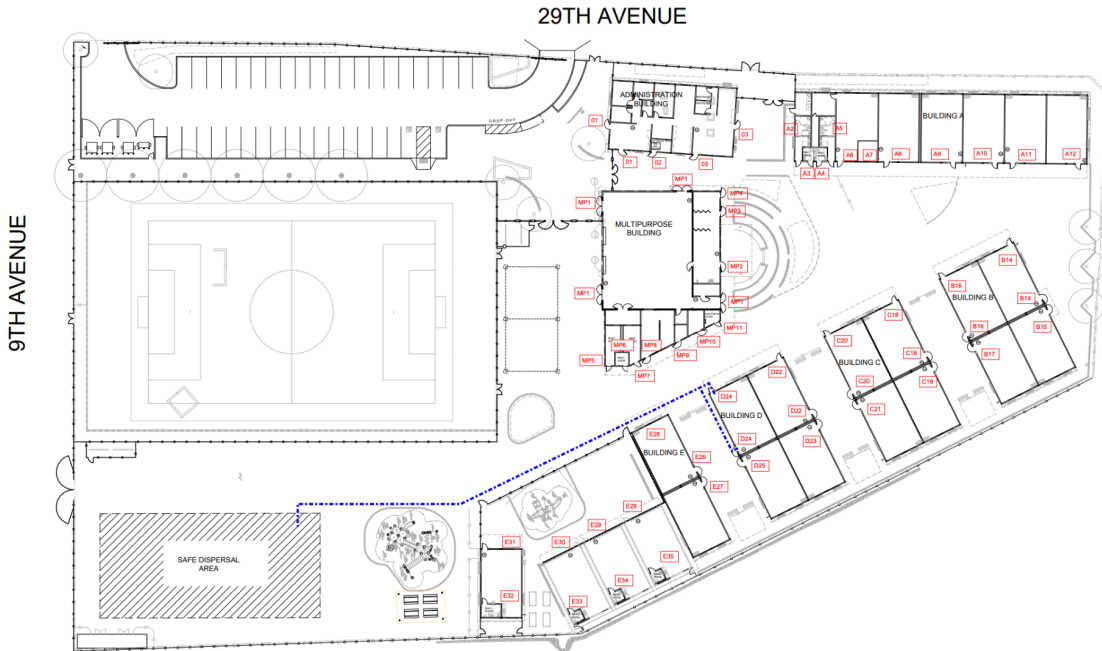 29TH AVENUE
9TH AVENUE
ADMINISTRATION
BUILDING
DROP-OFF
01
01
02
03
03
A2
A5
BUILDING A
A3
A4
A6
A7
A8
A9
A10
A11
A12
MP1
MP1
MP4
MP3
MULTIPURPOSE
BUILDING
MP2
MP1
MP1
MP11
MP10
MP9
MP8
MP6
MP5
MP7
B14
B16
BUILDING B
B14
B15
B16
B17
C18
C20
BUILDING C
C18
C19
C20
C21
D22
D24
BUILDING D
D22
D23
D24
D25
E26
BUILDING E
E26
E27
E28
E29
E30
E31
E32
E33
E34
E35
SAFE DISPERSAL
AREA